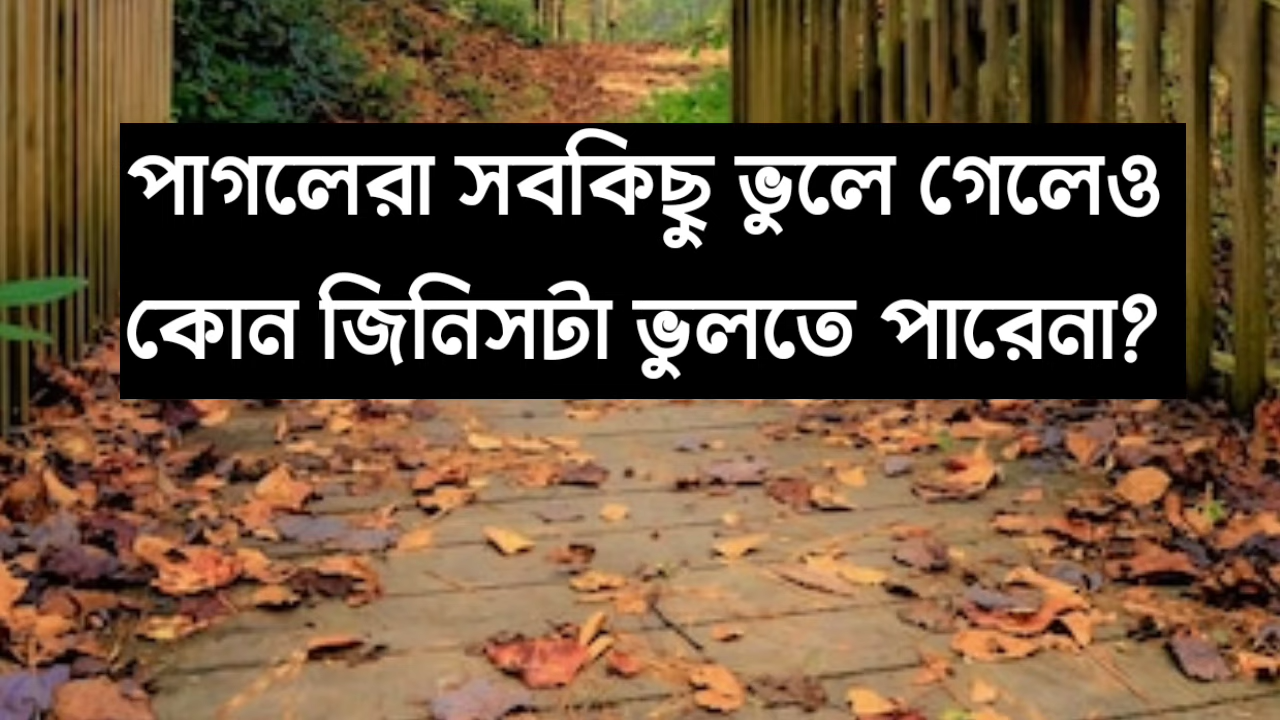 পাগলেরা সবকিছু ভুলে গেলেও
কোন জিনিসটা ভুলতে পারেনা?